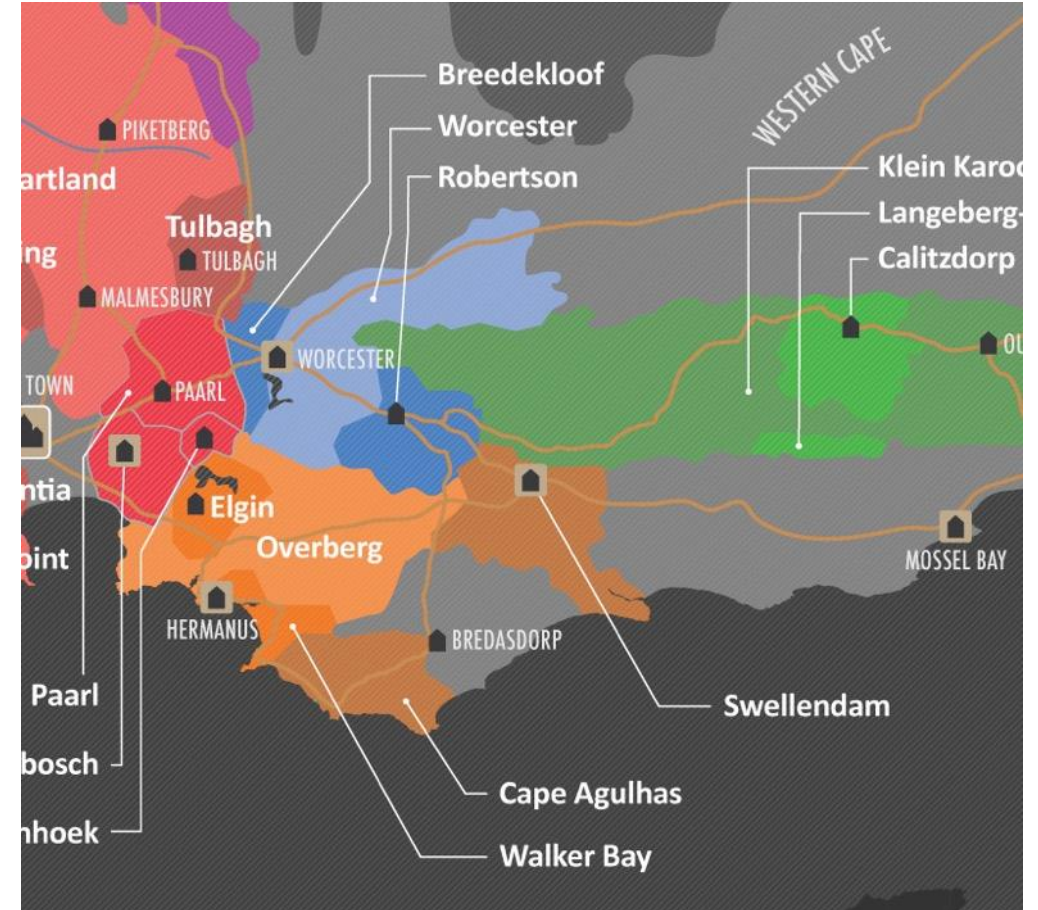 Breedekloof
WESTERN CAPE
Worcester
PIKETBERG
Klein Karoo
artland
Robertson
Langeberg-
Tulbagh
ing
TULBAGH
Calitzdorp
MALMESBURY
OU
WORCESTER
TOWN
PAARL
ntia
Elgin
Overberg
oint
MOSSEL BAY
HERMANUS
BREDASDORP
Paarl
Swellendam
bosch
Cape Agulhas
nhoek
Walker Bay